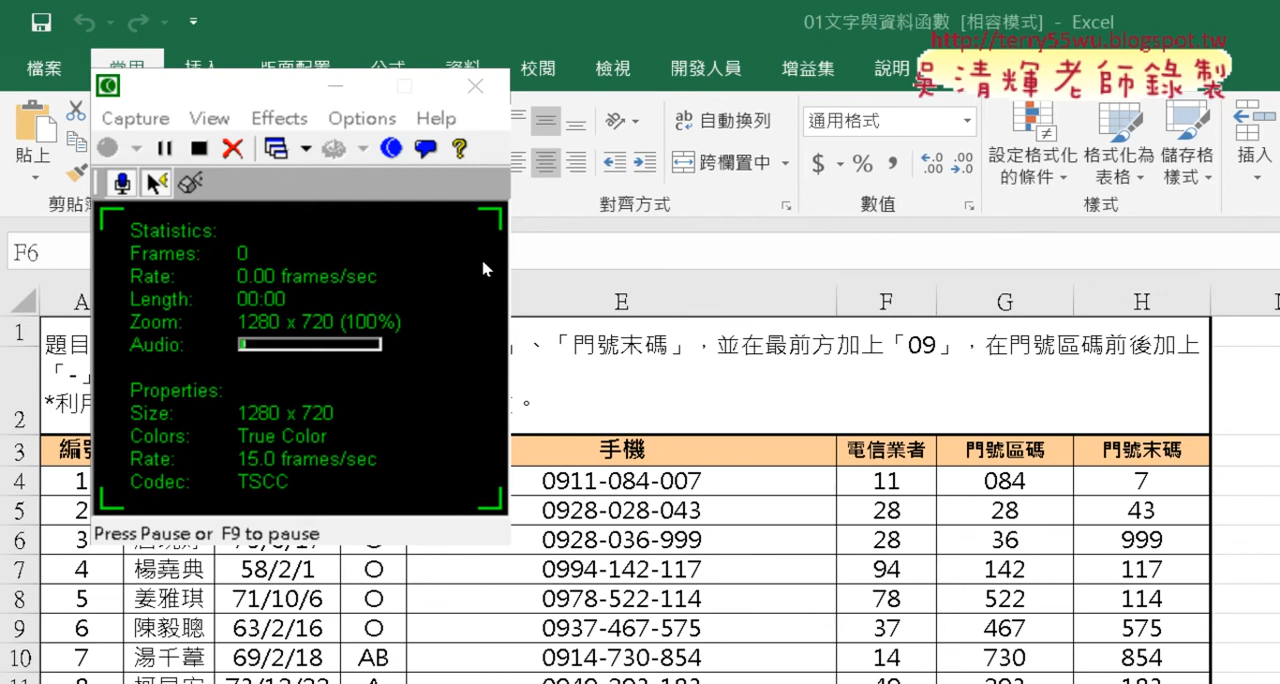 01文字與資料函數 [相容模式] - Excel
http://terry55wu.blogspot.tw
吳清輝老師錄製
檔案 常用 插入 版面配置 公式 資料 校閱 檢視 開發人員 增益集 說明
Capture View Effects Options Help
貼上
剪貼簿
自動換列
跨欄置中
對齊方式
通用格式
$ % ,
數值
設定格式化的條件
格式化為表格
儲存格樣式
樣式
插入
F6
Statistics:
Frames: 0
Rate: 0.00 frames/sec
Length: 00:00
Zoom: 1280 x 720 (100%)
Audio:
Properties:
Size: 1280 x 720
Colors: True Color
Rate: 15.0 frames/sec
Codec: TSCC
Press Pause or F9 to pause
A E F G H
1 題目 」、「門號末碼」，並在最前方加上「09」，在門號區碼前後加上
「-」
2 *利用 。
3 編號 手機 電信業者 門號區碼 門號末碼
4 1 0911-084-007 11 084 7
5 2 0928-028-043 28 28 43
6 3 0928-036-999 28 36 999
7 4 楊堯典 58/2/1 O 0994-142-117 94 142 117
8 5 姜雅琪 71/10/6 O 0978-522-114 78 522 114
9 6 陳毅聰 63/2/16 O 0937-467-575 37 467 575
10 7 湯千葦 69/2/18 AB 0914-730-854 14 730 854